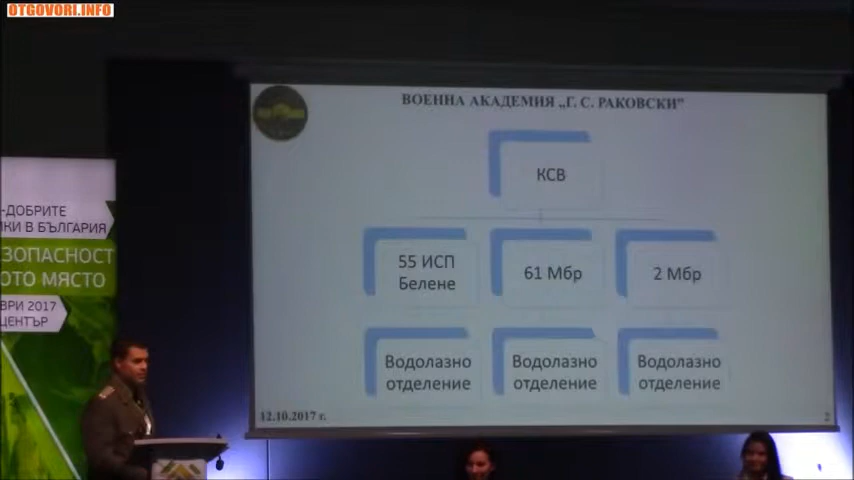 OTGOVORI.INFO
ВОЕННА АКАДЕМИЯ „Г. С. РАКОВСКИ”
КСВ
55 ИСП
Белене
61 Мбр
2 Мбр
Водолазно
отделение
Водолазно
отделение
Водолазно
отделение
12.10.2017 г.
2
-ДОБРИТЕ
КИ В БЪЛГАРИЯ
ЗОПАСНОСТ
ОТО МЯСТО
ВРИ 2017
ЦЕНТЪР